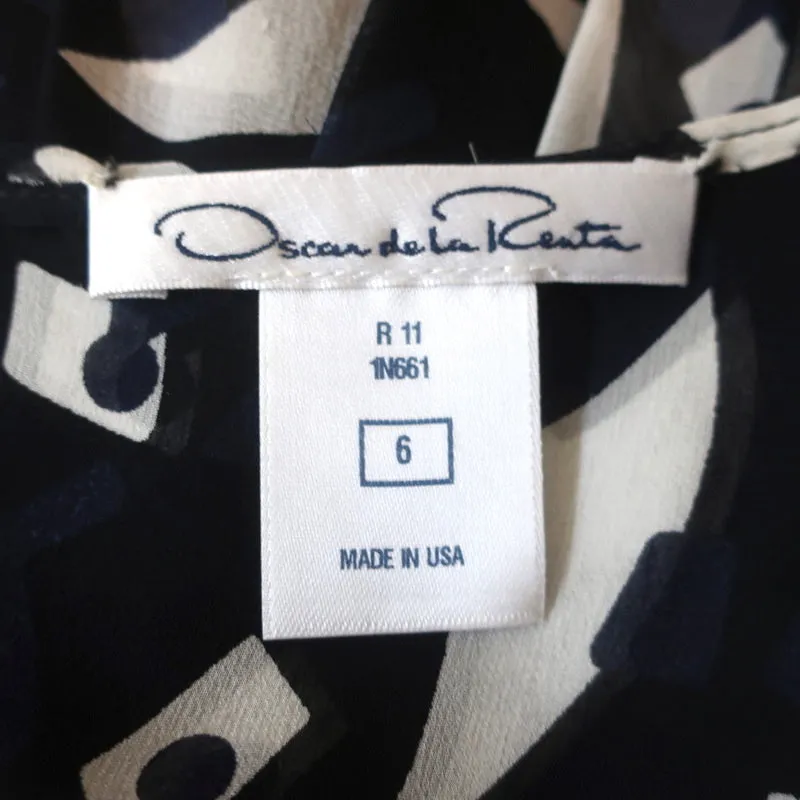 Oscar de la Renta
R 11
1N661
6
MADE IN USA